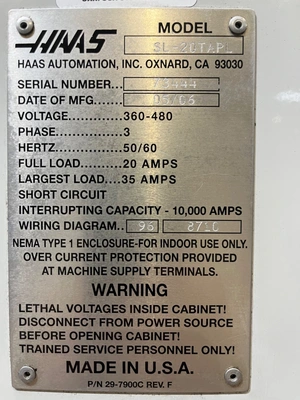 HAAS
MODEL
HAAS AUTOMATION, INC. OXNARD, CA 93030
SERIAL NUMBER...
DATE OF MFG...... 05/03
VOLTAGE...........360-480
PHASE................3
HERTZ................50/60
FULL LOAD..........20 AMPS
LARGEST LOAD...35 AMPS
SHORT CIRCUIT
INTERRUPTING CAPACITY - 10,000 AMPS
WIRING DIAGRAM.. 96
NEMA TYPE 1 ENCLOSURE-FOR INDOOR USE ONLY.
OVER CURRENT PROTECTION PROVIDED
AT MACHINE SUPPLY TERMINALS.
WARNING
LETHAL VOLTAGES INSIDE CABINET!
DISCONNECT FROM POWER SOURCE
BEFORE OPENING CABINET!
TRAINED SERVICE PERSONNEL ONLY!
MADE IN U.S.A.
P/N 29-7900C REV. F